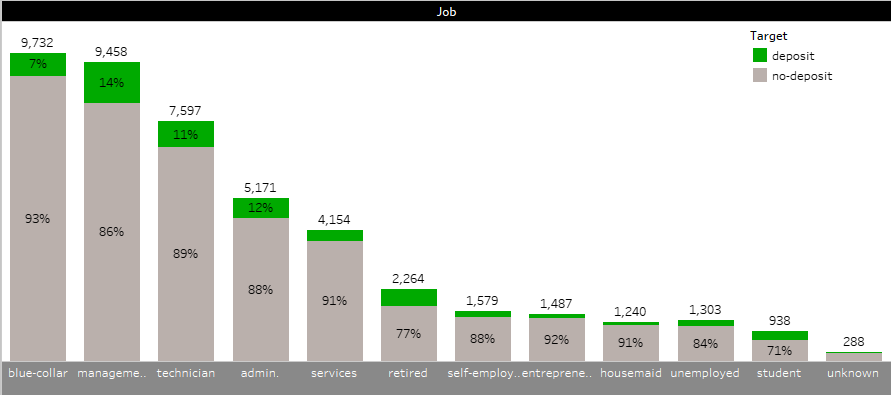 Job
Target
deposit
no-deposit
9,732
9,458
7,597
5,171
4,154
2,264
1,579
1,487
1,240
1,303
938
288
7%
14%
11%
12%
93%
86%
89%
88%
91%
77%
88%
92%
91%
84%
71%
blue-collar
manageme..
technician
admin.
services
retired
self-employ..
entreprene..
housemaid
unemployed
student
unknown